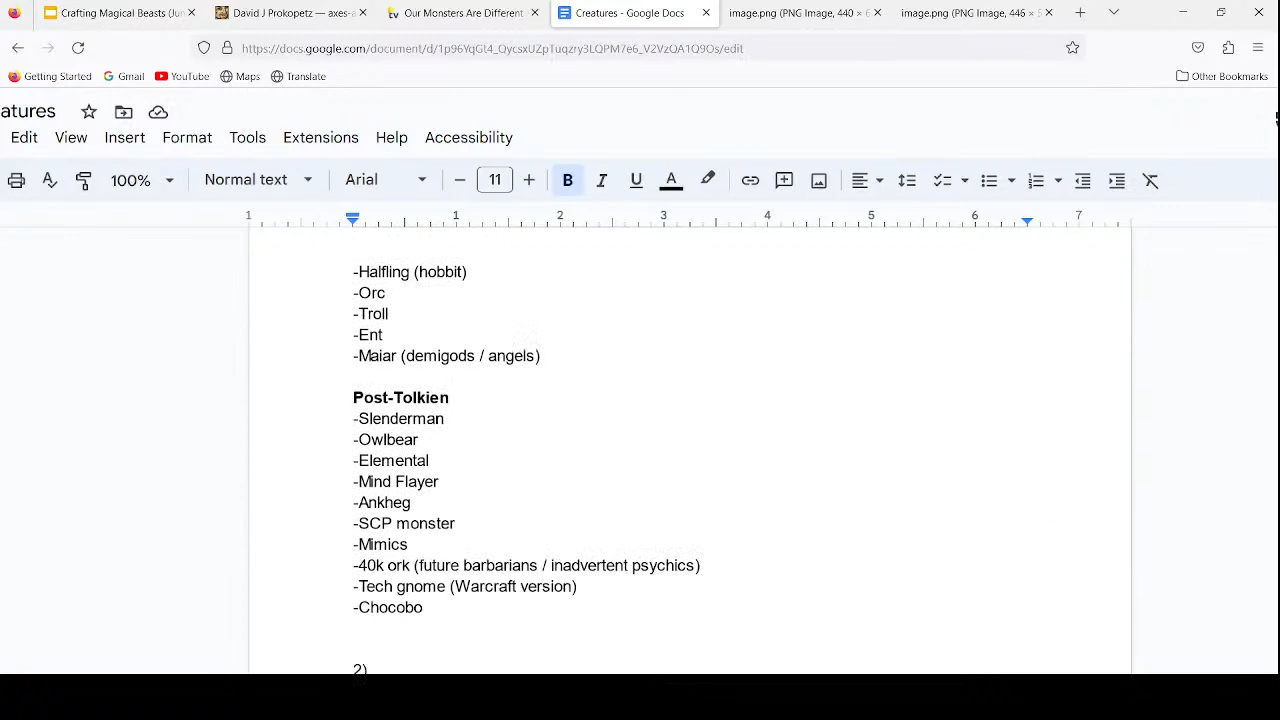 Crafting Magical Beasts (Jun
David J Prokopetz — axes-a
Our Monsters Are Different
Creatures - Google Docs
image.png (PNG Image, 440 × 6
image.png (PNG Image, 446 × 5
Getting Started
Gmail
YouTube
Maps
Translate
Other Bookmarks
atures
Edit View Insert Format Tools Extensions Help Accessibility
100% Normal text Arial 11 B I U A
1 1 2 3 4 5 6 7
-Halfling (hobbit)
-Orc
-Troll
-Ent
-Maiar (demigods / angels)
Post-Tolkien
-Slenderman
-Owlbear
-Elemental
-Mind Flayer
-Ankheg
-SCP monster
-Mimics
-40k ork (future barbarians / inadvertent psychics)
-Tech gnome (Warcraft version)
-Chocobo
2)